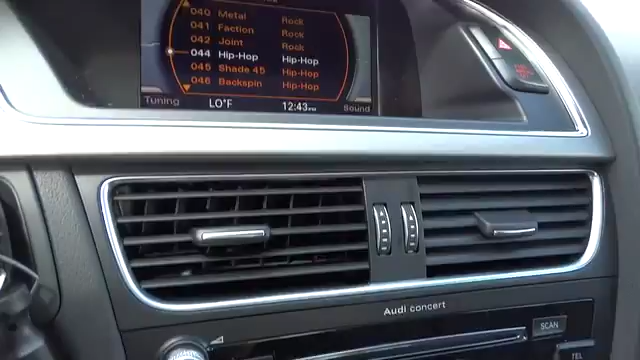 040 Metal Rock
041 Faction Rock
042 Joint Rock
044 Hip-Hop Hip-Hop
045 Shade 45 Hip-Hop
046 Backspin Hip-Hop
Tuning LO°F 12:43 Sound
Audi concert
SCAN
TEL